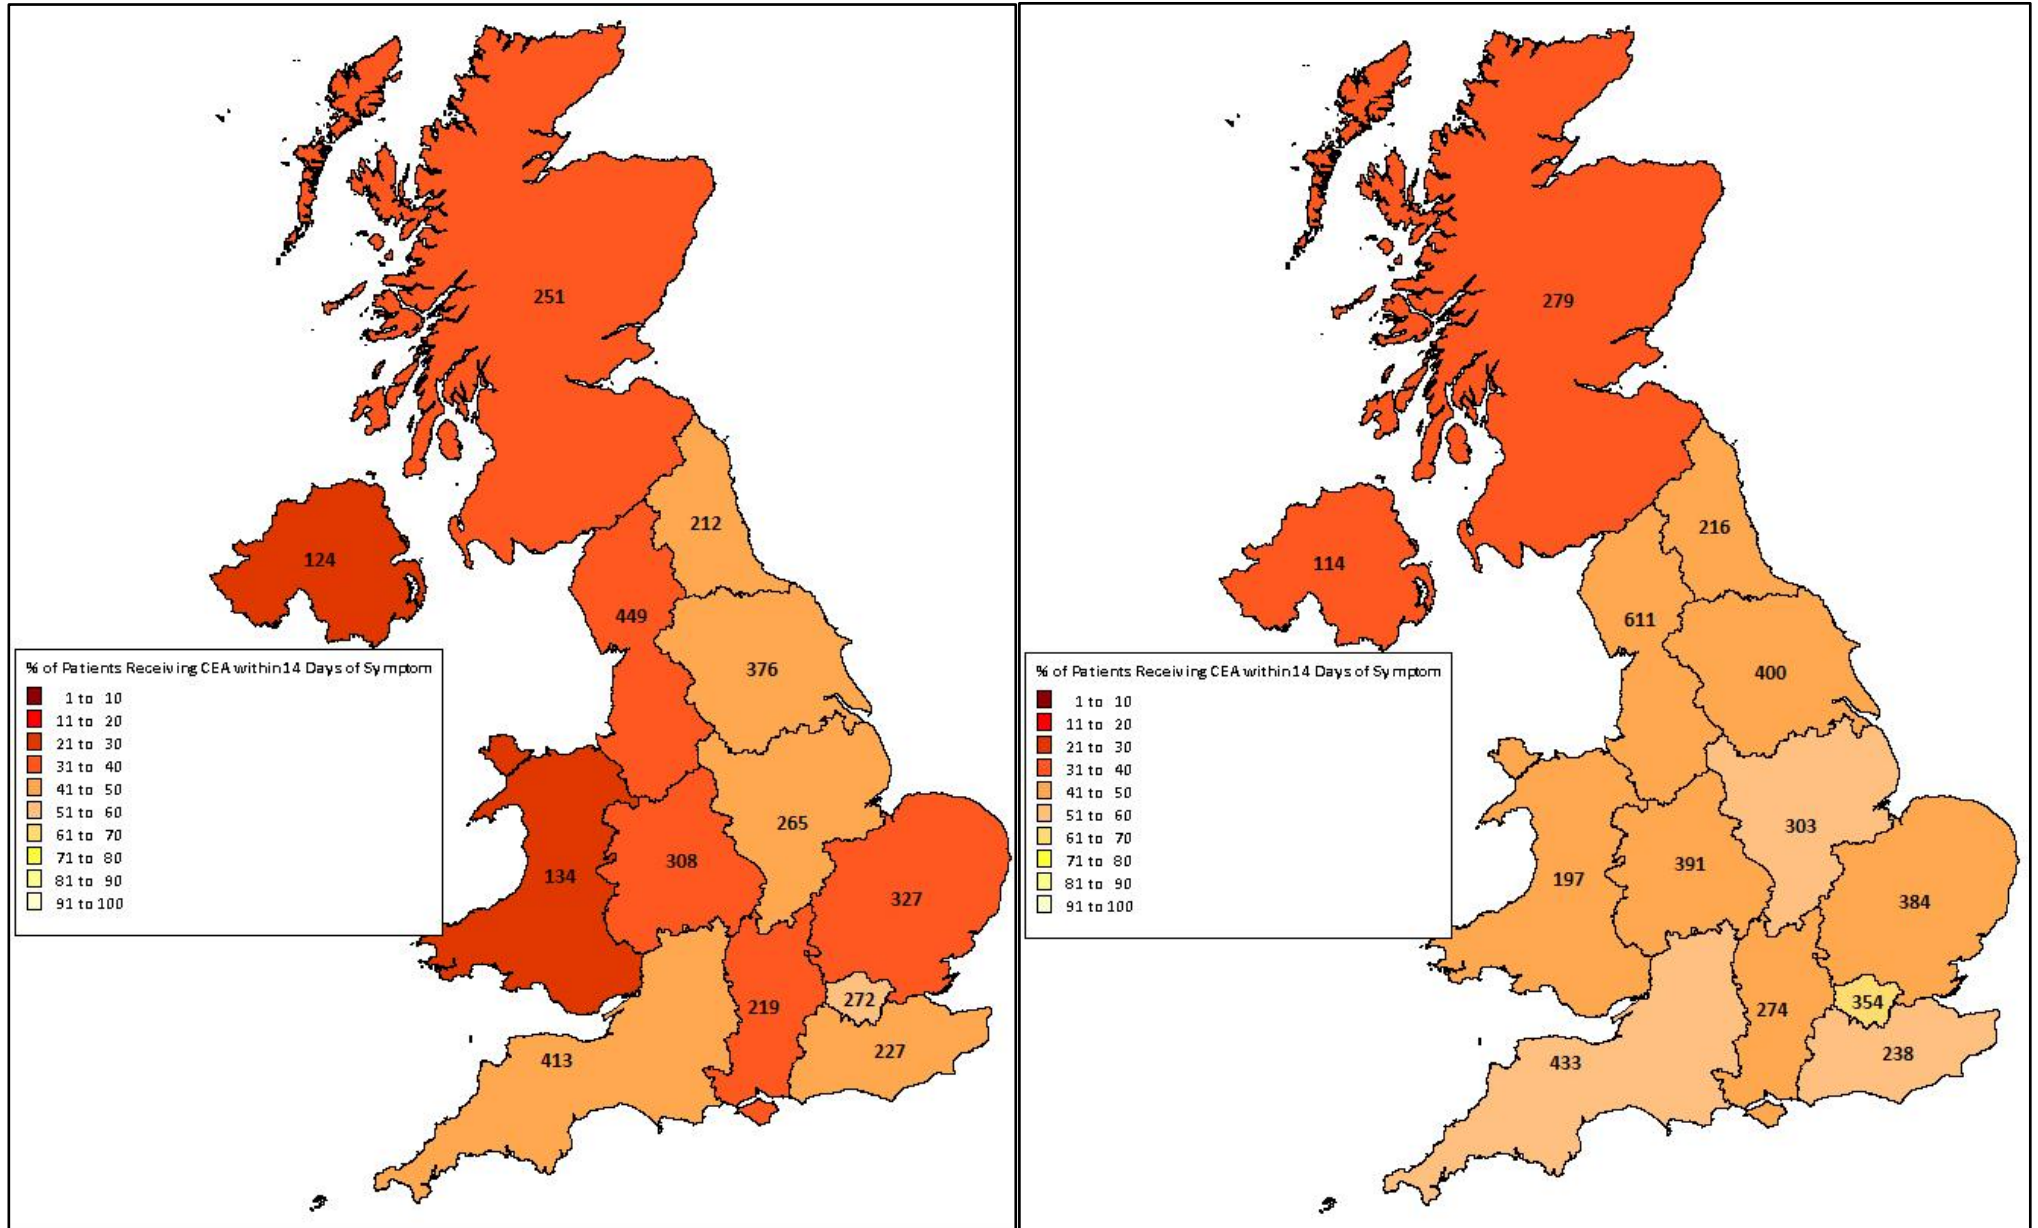 251
212
124
449
376
% of Patients Receiving CEA within 14 Days of Symptom
1 to 10
11 to 20
21 to 30
31 to 40
41 to 50
51 to 60
61 to 70
71 to 80
81 to 90
91 to 100
265
308
134
327
272
219
227
413
279
216
114
611
400
% of Patients Receiving CEA within 14 Days of Symptom
1 to 10
11 to 20
21 to 30
31 to 40
41 to 50
51 to 60
61 to 70
71 to 80
81 to 90
91 to 100
303
391
197
384
354
274
238
433